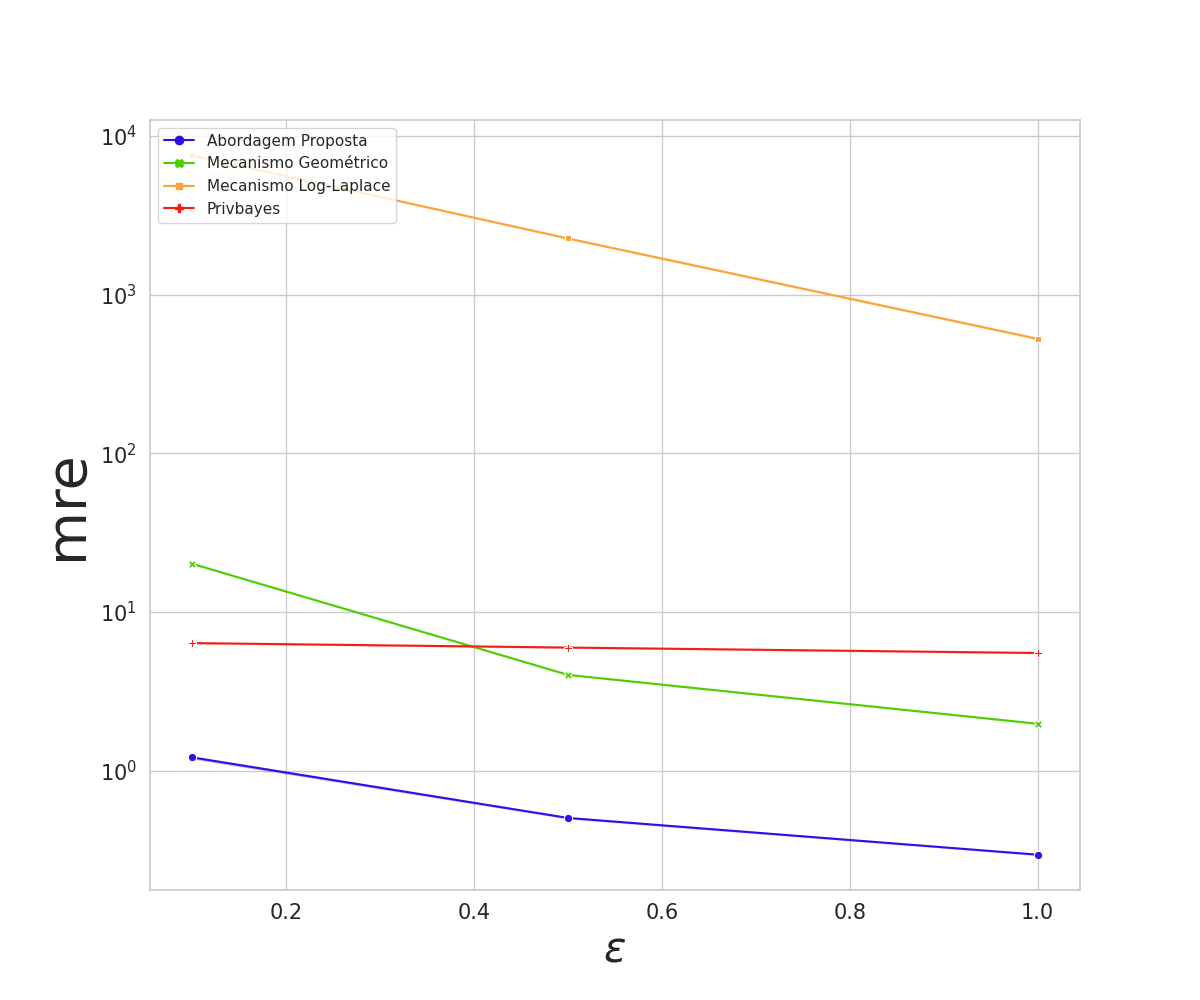 10^4
10^3
10^2
10^1
10^0
mre
Abordagem Proposta
Mecanismo Geométrico
Mecanismo Log-Laplace
Privbayes
0.2 0.4 0.6 0.8 1.0
ε